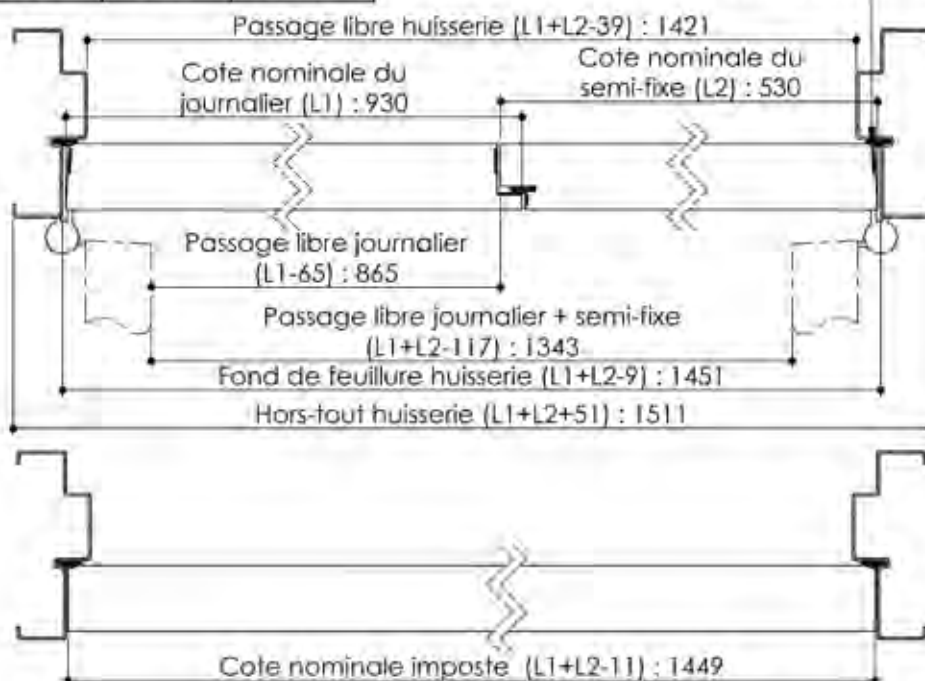 Passage libre huisserie (L1+L2-39) : 1421
Cote nominale du
journalier (L1) : 930
Cote nominale du
semi-fixe (L2) : 530
Passage libre journalier
(L1-65) : 865
Passage libre journalier + semi-fixe
(L1+L2-117) : 1343
Fond de feuillure huisserie (L1+L2-9) : 1451
Hors-tout huisserie (L1+L2+51) : 1511
Cote nominale imposte (L1+L2-11) : 1449